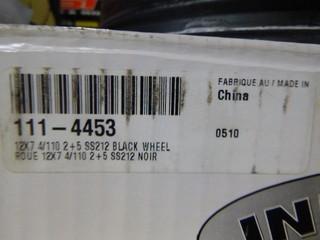 FABRIQUE AU / MADE IN
China
111-4453
0510
12X7 4/110 2+5 SS212 BLACK WHEEL
ROUE 12X7 4/110 2+5 SS212 NOIR
IN